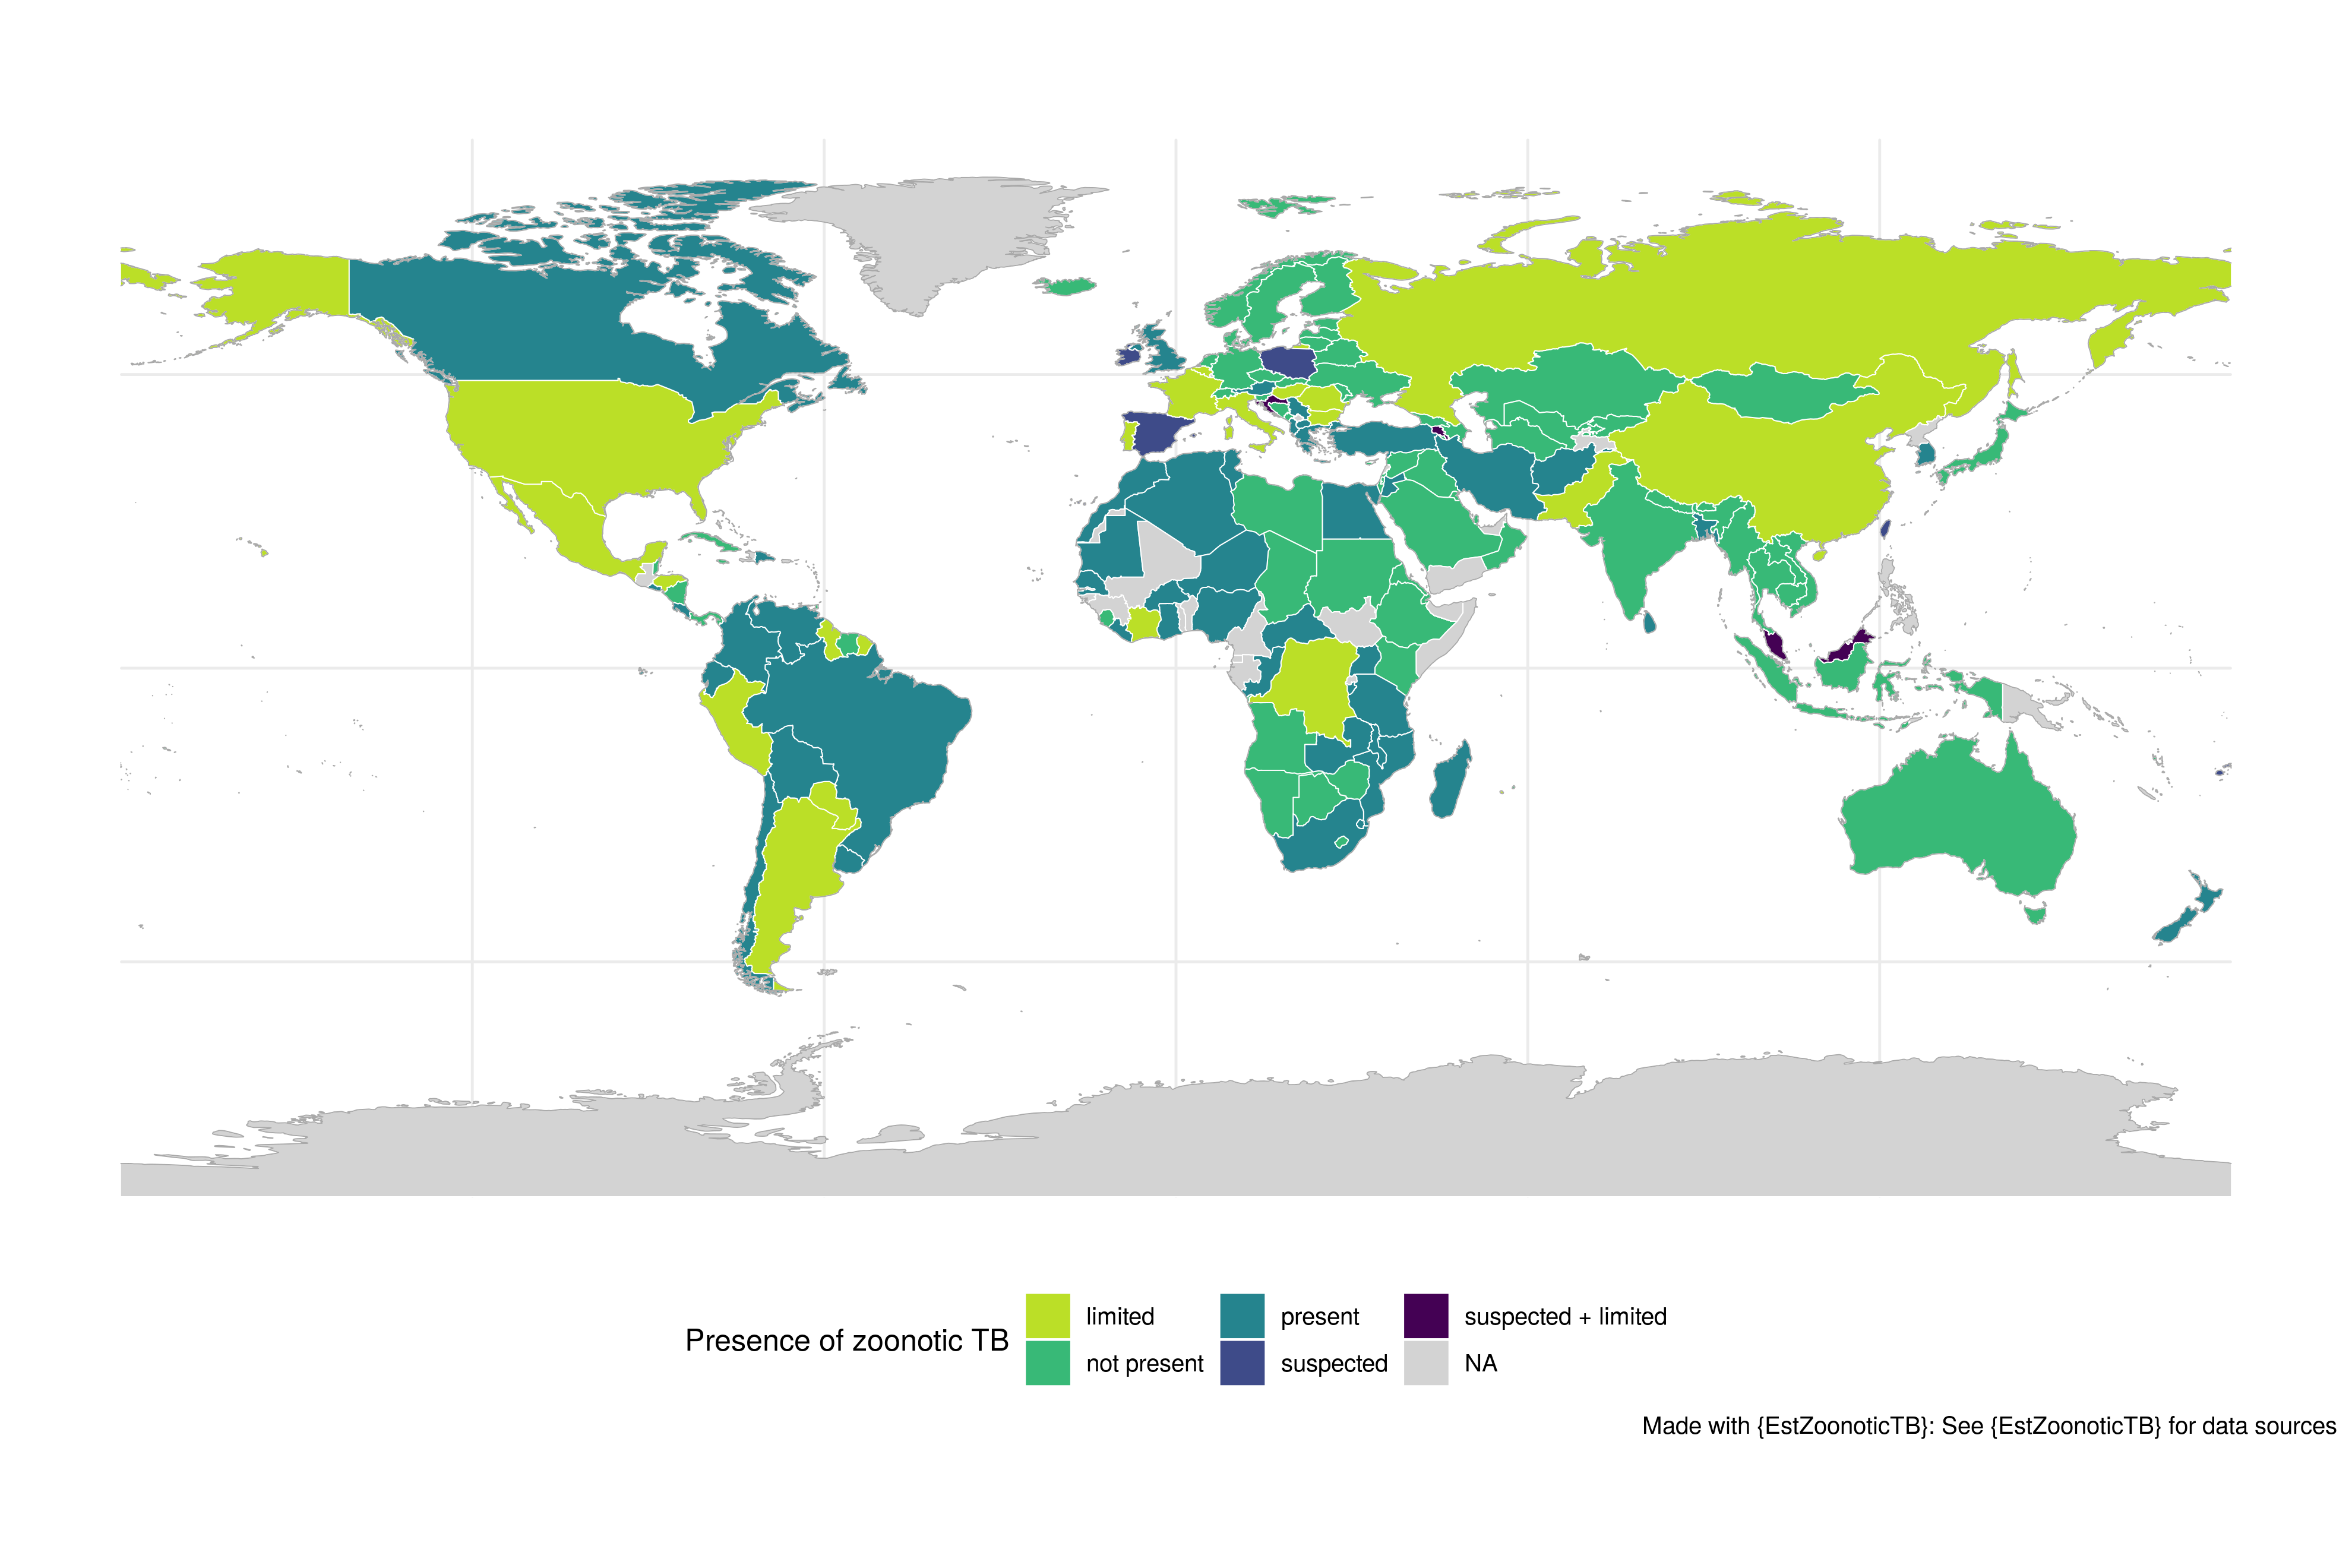 Presence of zoonotic TB
limited
present
suspected + limited
not present
suspected
NA
Made with {EstZoonoticTB}: See {EstZoonoticTB} for data sources